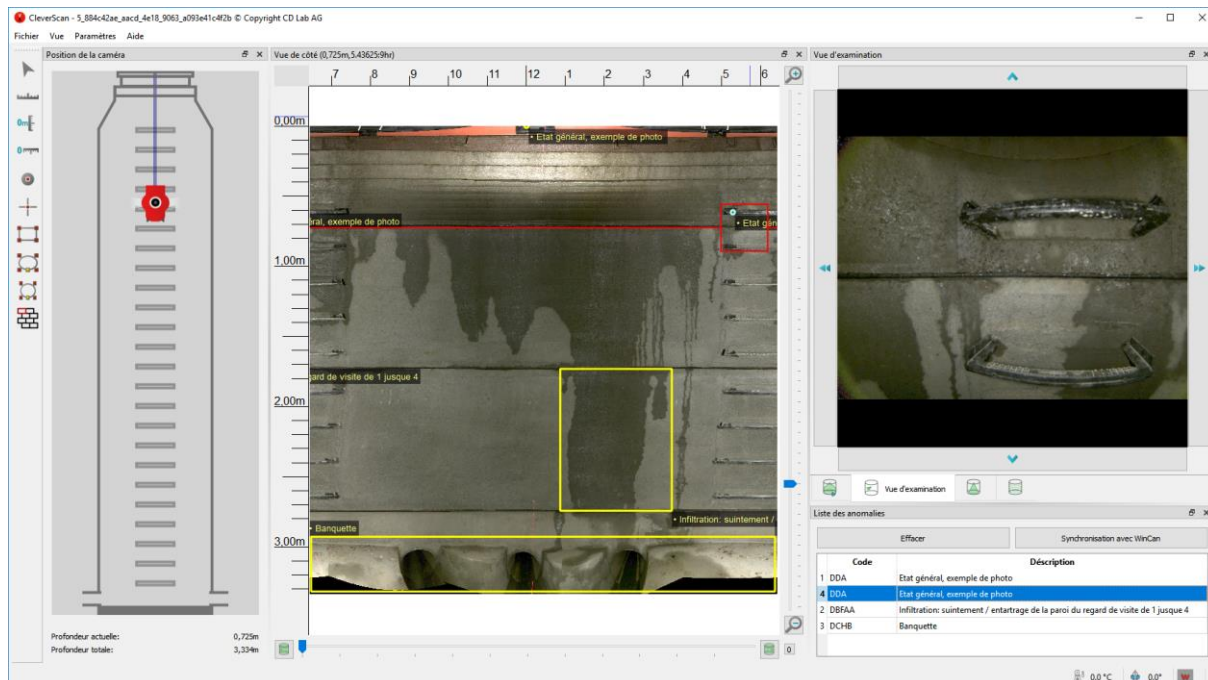 CleverScan - 5_884c42ae_aacd_4e18_9063_a093e41c4f2b © Copyright CD Lab AG
Fichier Vue Paramètres Aide
Position de la caméra
Profondeur actuelle: 0,725m
Profondeur totale: 3,334m
Vue de côté (0,725m,5.43625:9hr)
7 8 9 10 11 12 1 2 3 4 5 6
0,00m
• Etat général, exemple de photo
ral, exemple de photo
• Etat gén
1,00m
gard de visite de 1 jusque 4
2,00m
• Banquette
• Infiltration: suintement /
3,00m
0
Vue d'examination
Vue d'examination
Liste des anomalies
Effacer Synchronisation avec WinCan
Code Déscription
1 DDA Etat général, exemple de photo
4 DDA Etat général, exemple de photo
2 DBFAA Infiltration: suintement / entartrage de la paroi du regard de visite de 1 jusque 4
3 DCHB Banquette
0,0 °C 0,0° W